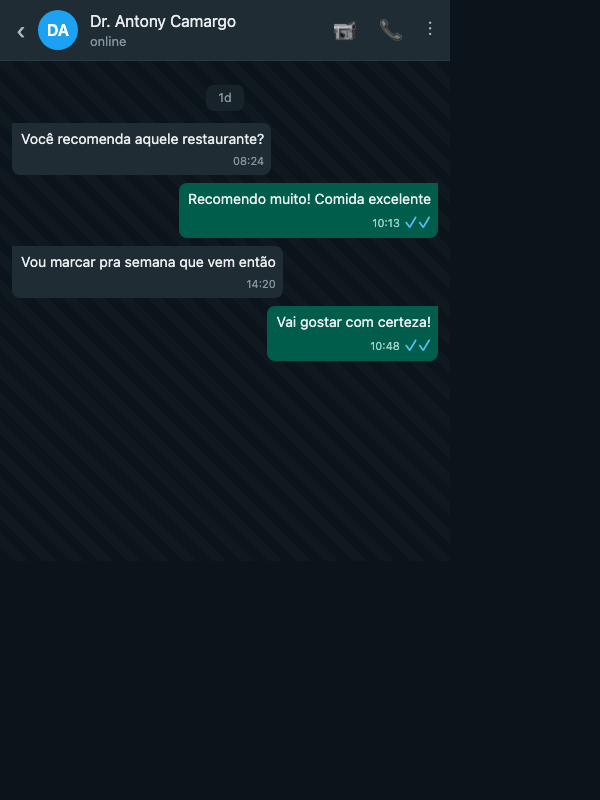 DA
Dr. Antony Camargo
online
1d
Você recomenda aquele restaurante?
08:24
Recomendo muito! Comida excelente
10:13
Vou marcar pra semana que vem então
14:20
Vai gostar com certeza!
10:48